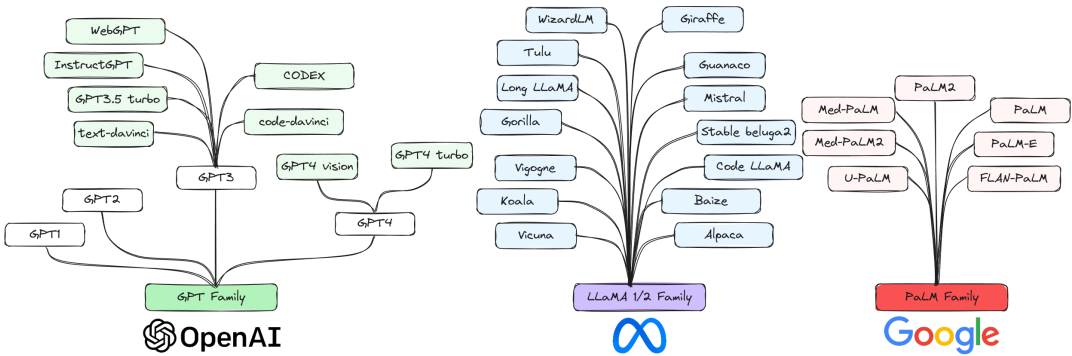 WebGPT
InstructGPT
GPT3.5 turbo
text-davinci
CODEX
code-davinci
GPT3
GPT4 vision
GPT4 turbo
GPT2
GPT1
GPT4
GPT Family
OpenAI
WizardLM
Tulu
Long LLaMA
Gorilla
Vigogne
Koala
Vicuna
Giraffe
Guanaco
Mistral
Stable beluga2
Code LLaMA
Baize
Alpaca
LLaMA 1/2 Family
PaLM2
Med-PaLM
Med-PaLM2
U-PaLM
PaLM
PaLM-E
FLAN-PaLM
PaLM Family
Google